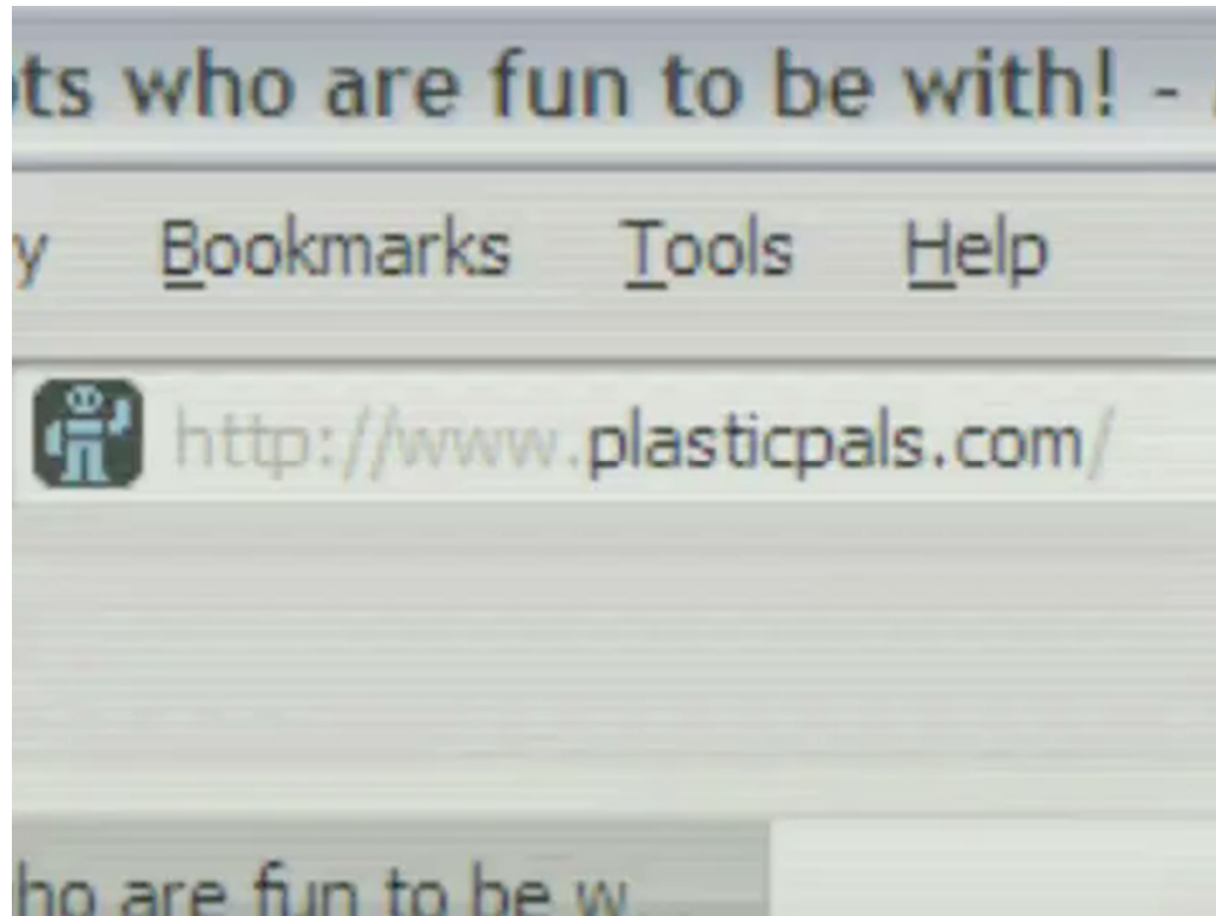 ts who are fun to be with! -
y Bookmarks Tools Help
http://www.plasticpals.com/
ho are fun to be w...